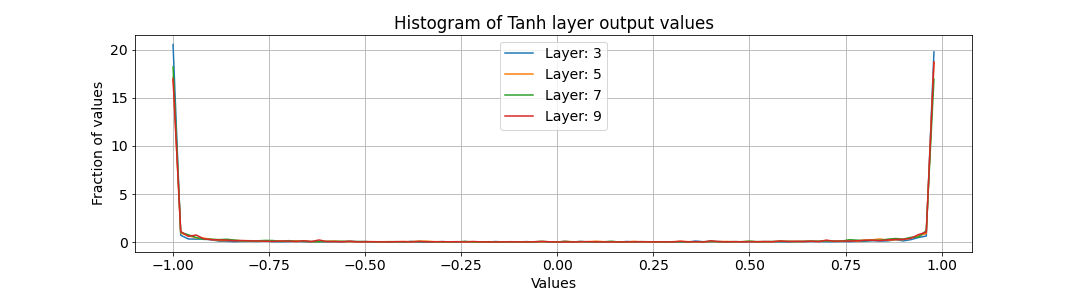 Histogram of Tanh layer output values
Fraction of values
20
15
10
5
0
Layer: 3
Layer: 5
Layer: 7
Layer: 9
−1.00 −0.75 −0.50 −0.25 0.00 0.25 0.50 0.75 1.00
Values